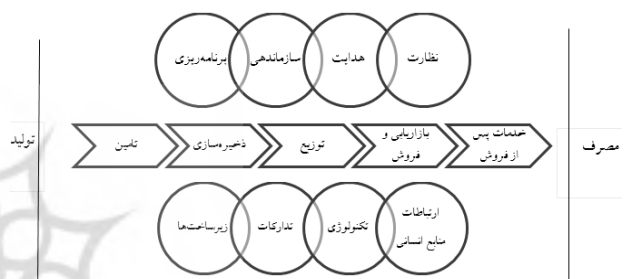 برنامه‌ریزی
سازماندهی
هدایت
نظارت
تولید
تامین
ذخیره‌سازی
توزیع
بازاریابی و
فروش
خدمات پس
از فروش
مصرف
زیرساخت‌ها
تدارکات
تکنولوژی
ارتباطات
منابع انسانی